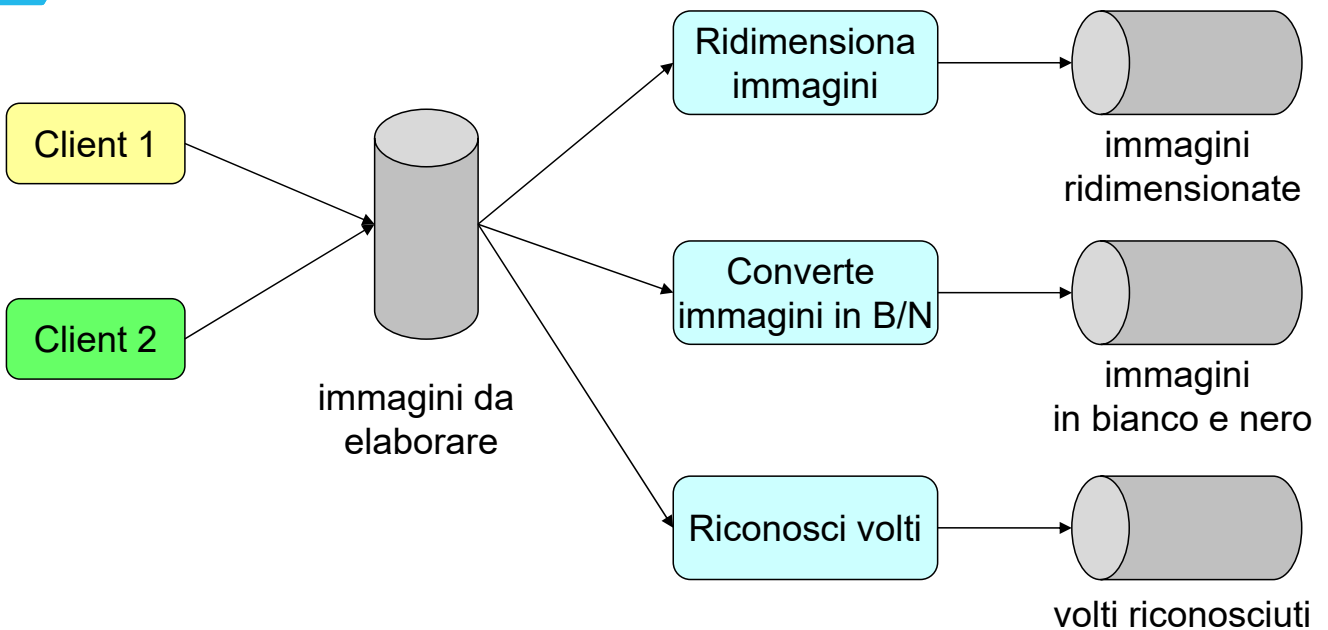 Client 1
Client 2
immagini da
elaborare
Ridimensiona
immagini
Converte
immagini in B/N
Riconosci volti
immagini
ridimensionate
immagini
in bianco e nero
volti riconosciuti